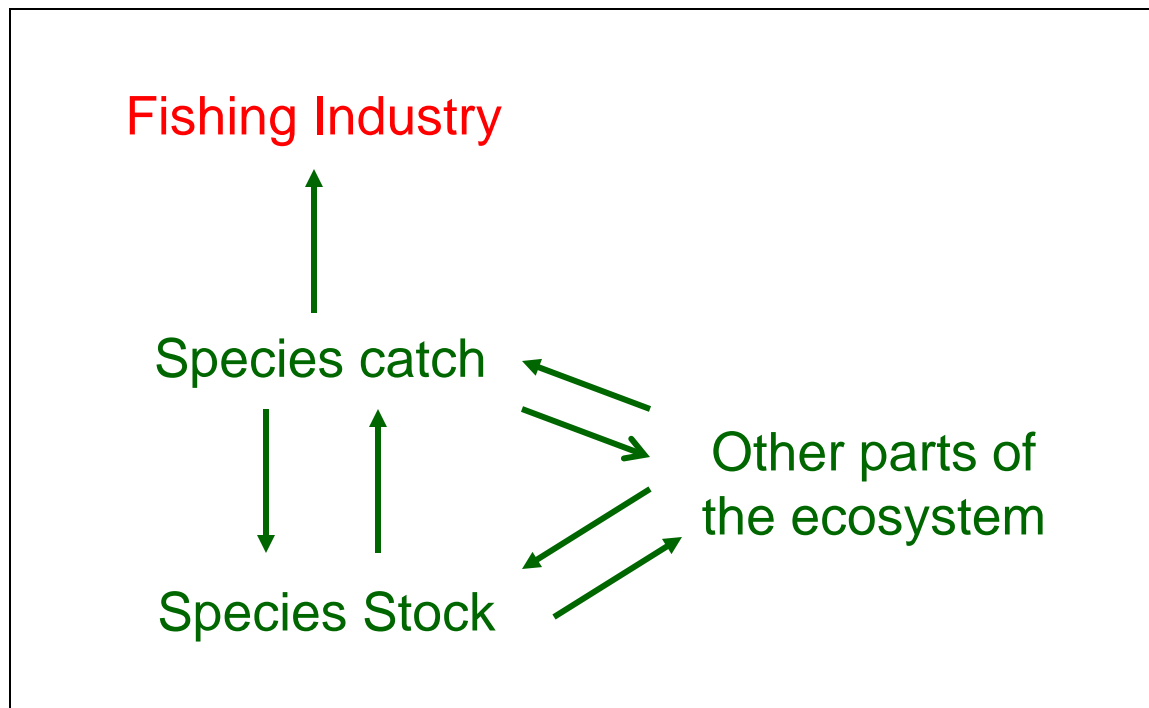 Fishing Industry
Species catch
Other parts of
the ecosystem
Species Stock